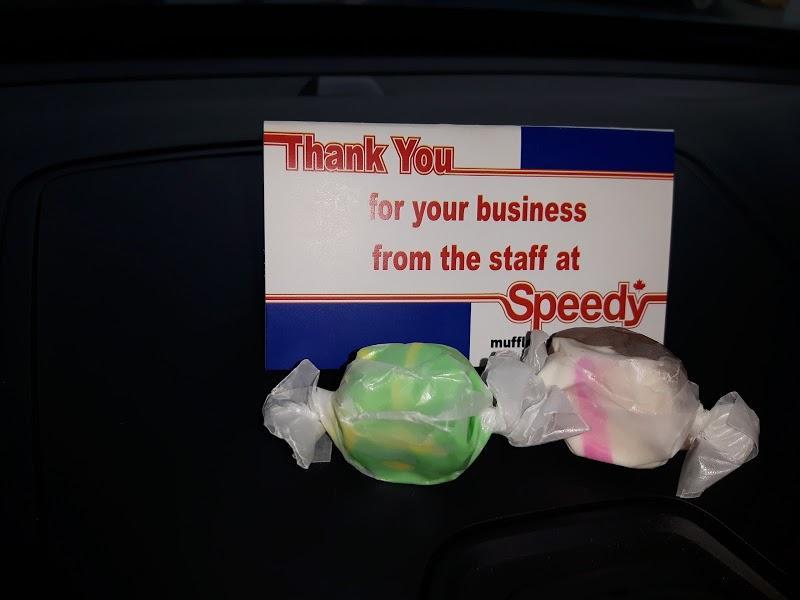 Thank You
for your business
from the staff at
Speedy